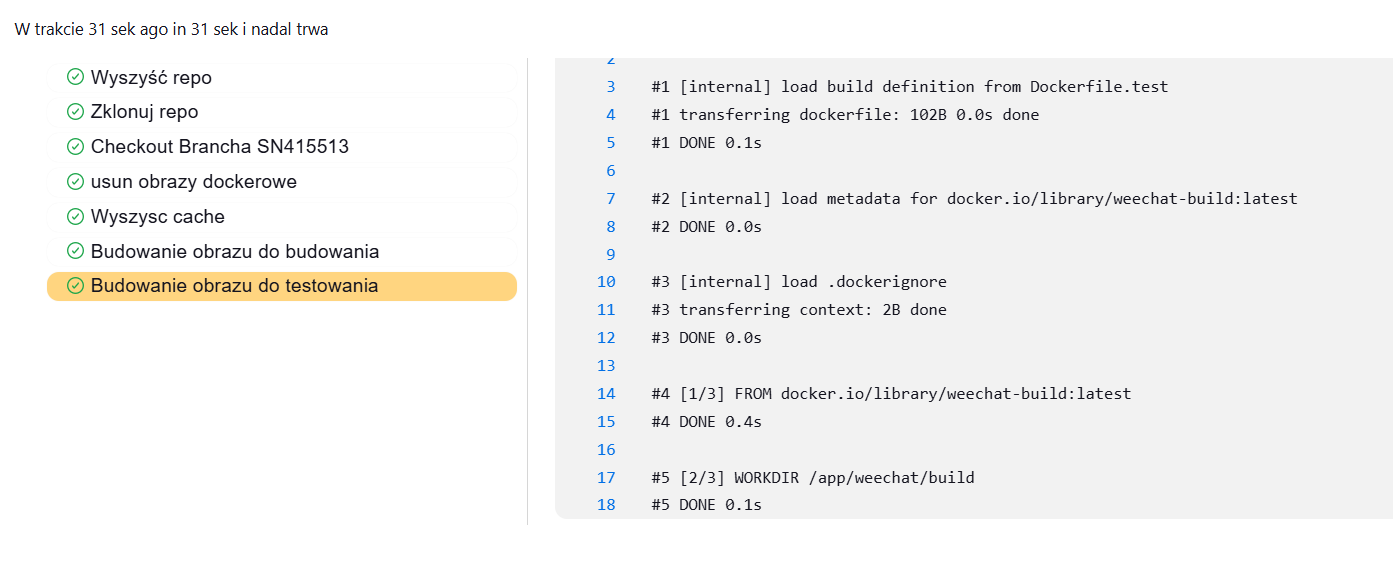 W trakcie 31 sek ago in 31 sek i nadal trwa
Wyszyść repo
Zklonuj repo
Checkout Brancha SN415513
usun obrazy dockerowe
Wyszysc cache
Budowanie obrazu do budowania
Budowanie obrazu do testowania
2
3 #1 [internal] load build definition from Dockerfile.test
4 #1 transferring dockerfile: 102B 0.0s done
5 #1 DONE 0.1s
6
7 #2 [internal] load metadata for docker.io/library/weechat-build:latest
8 #2 DONE 0.0s
9
10 #3 [internal] load .dockerignore
11 #3 transferring context: 2B done
12 #3 DONE 0.0s
13
14 #4 [1/3] FROM docker.io/library/weechat-build:latest
15 #4 DONE 0.4s
16
17 #5 [2/3] WORKDIR /app/weechat/build
18 #5 DONE 0.1s